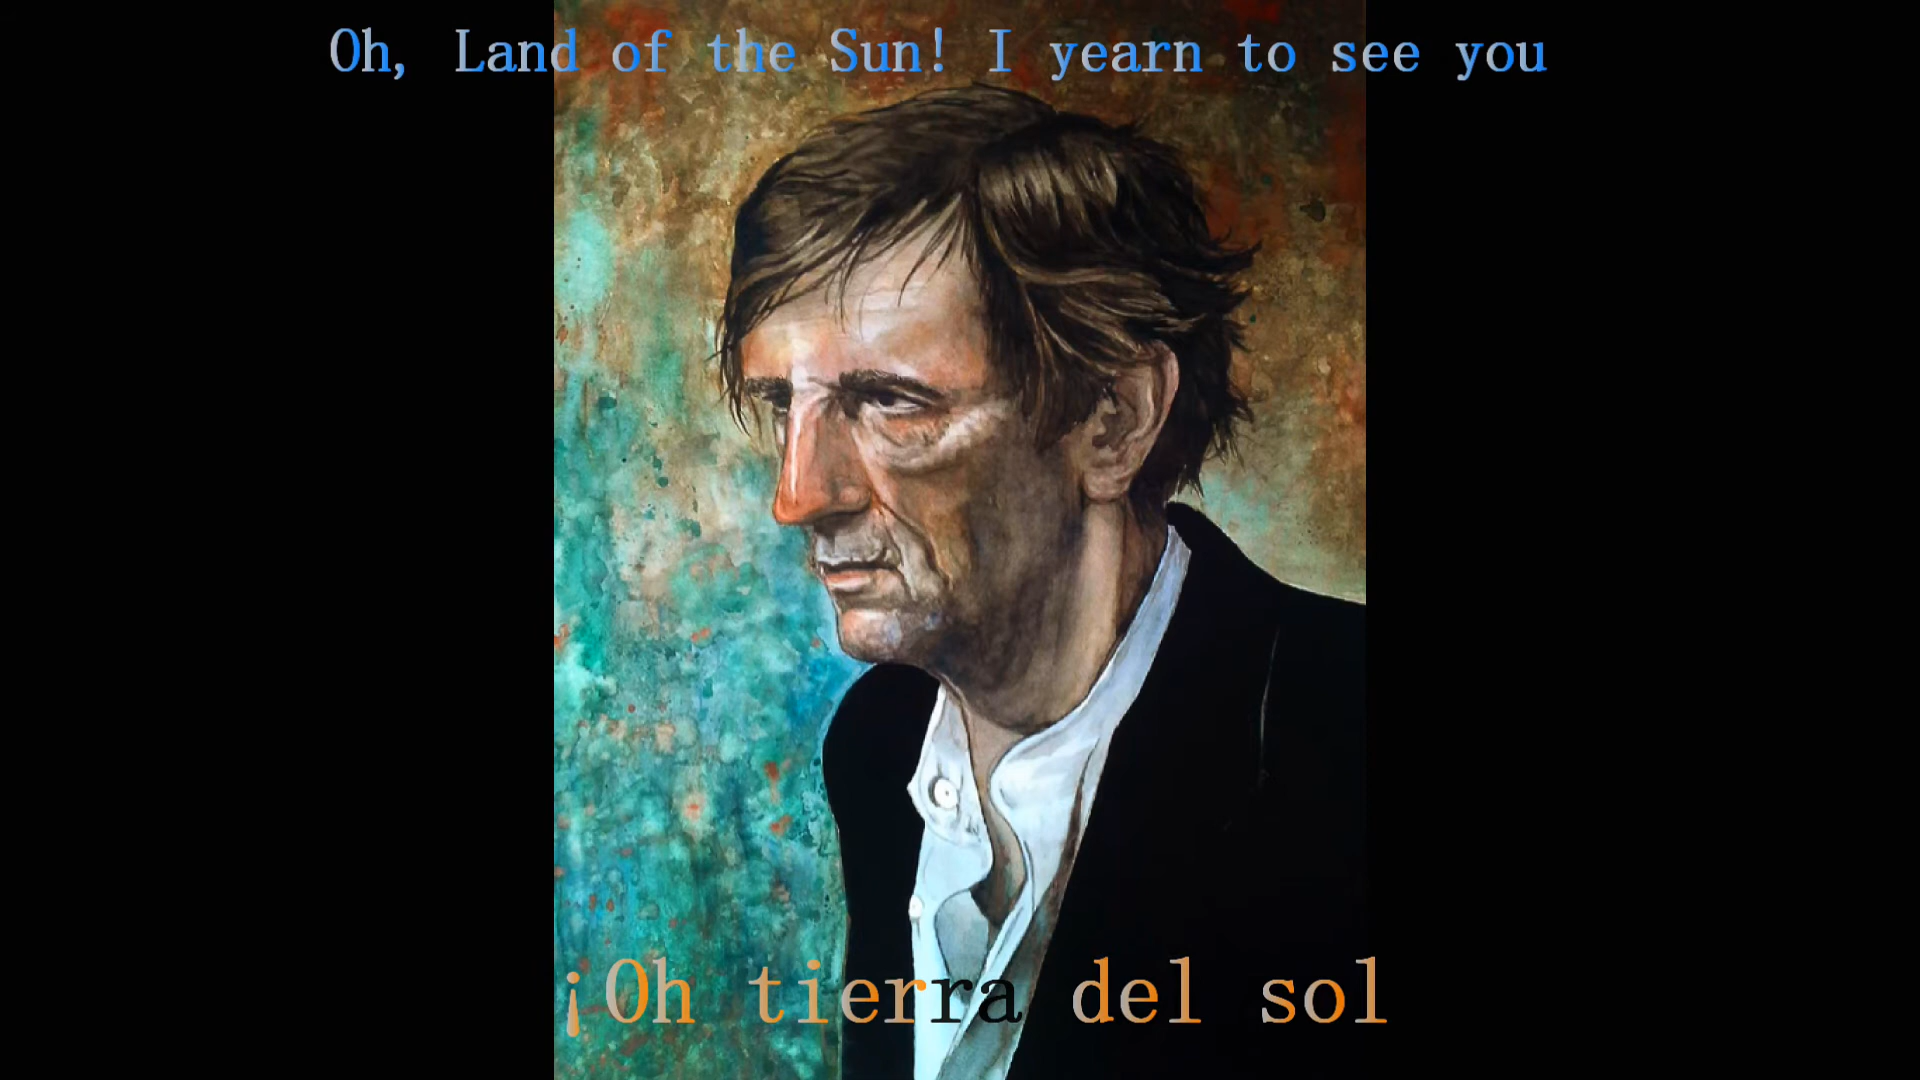 Oh, Land of the Sun! I yearn to see you
¡Oh tierra del sol